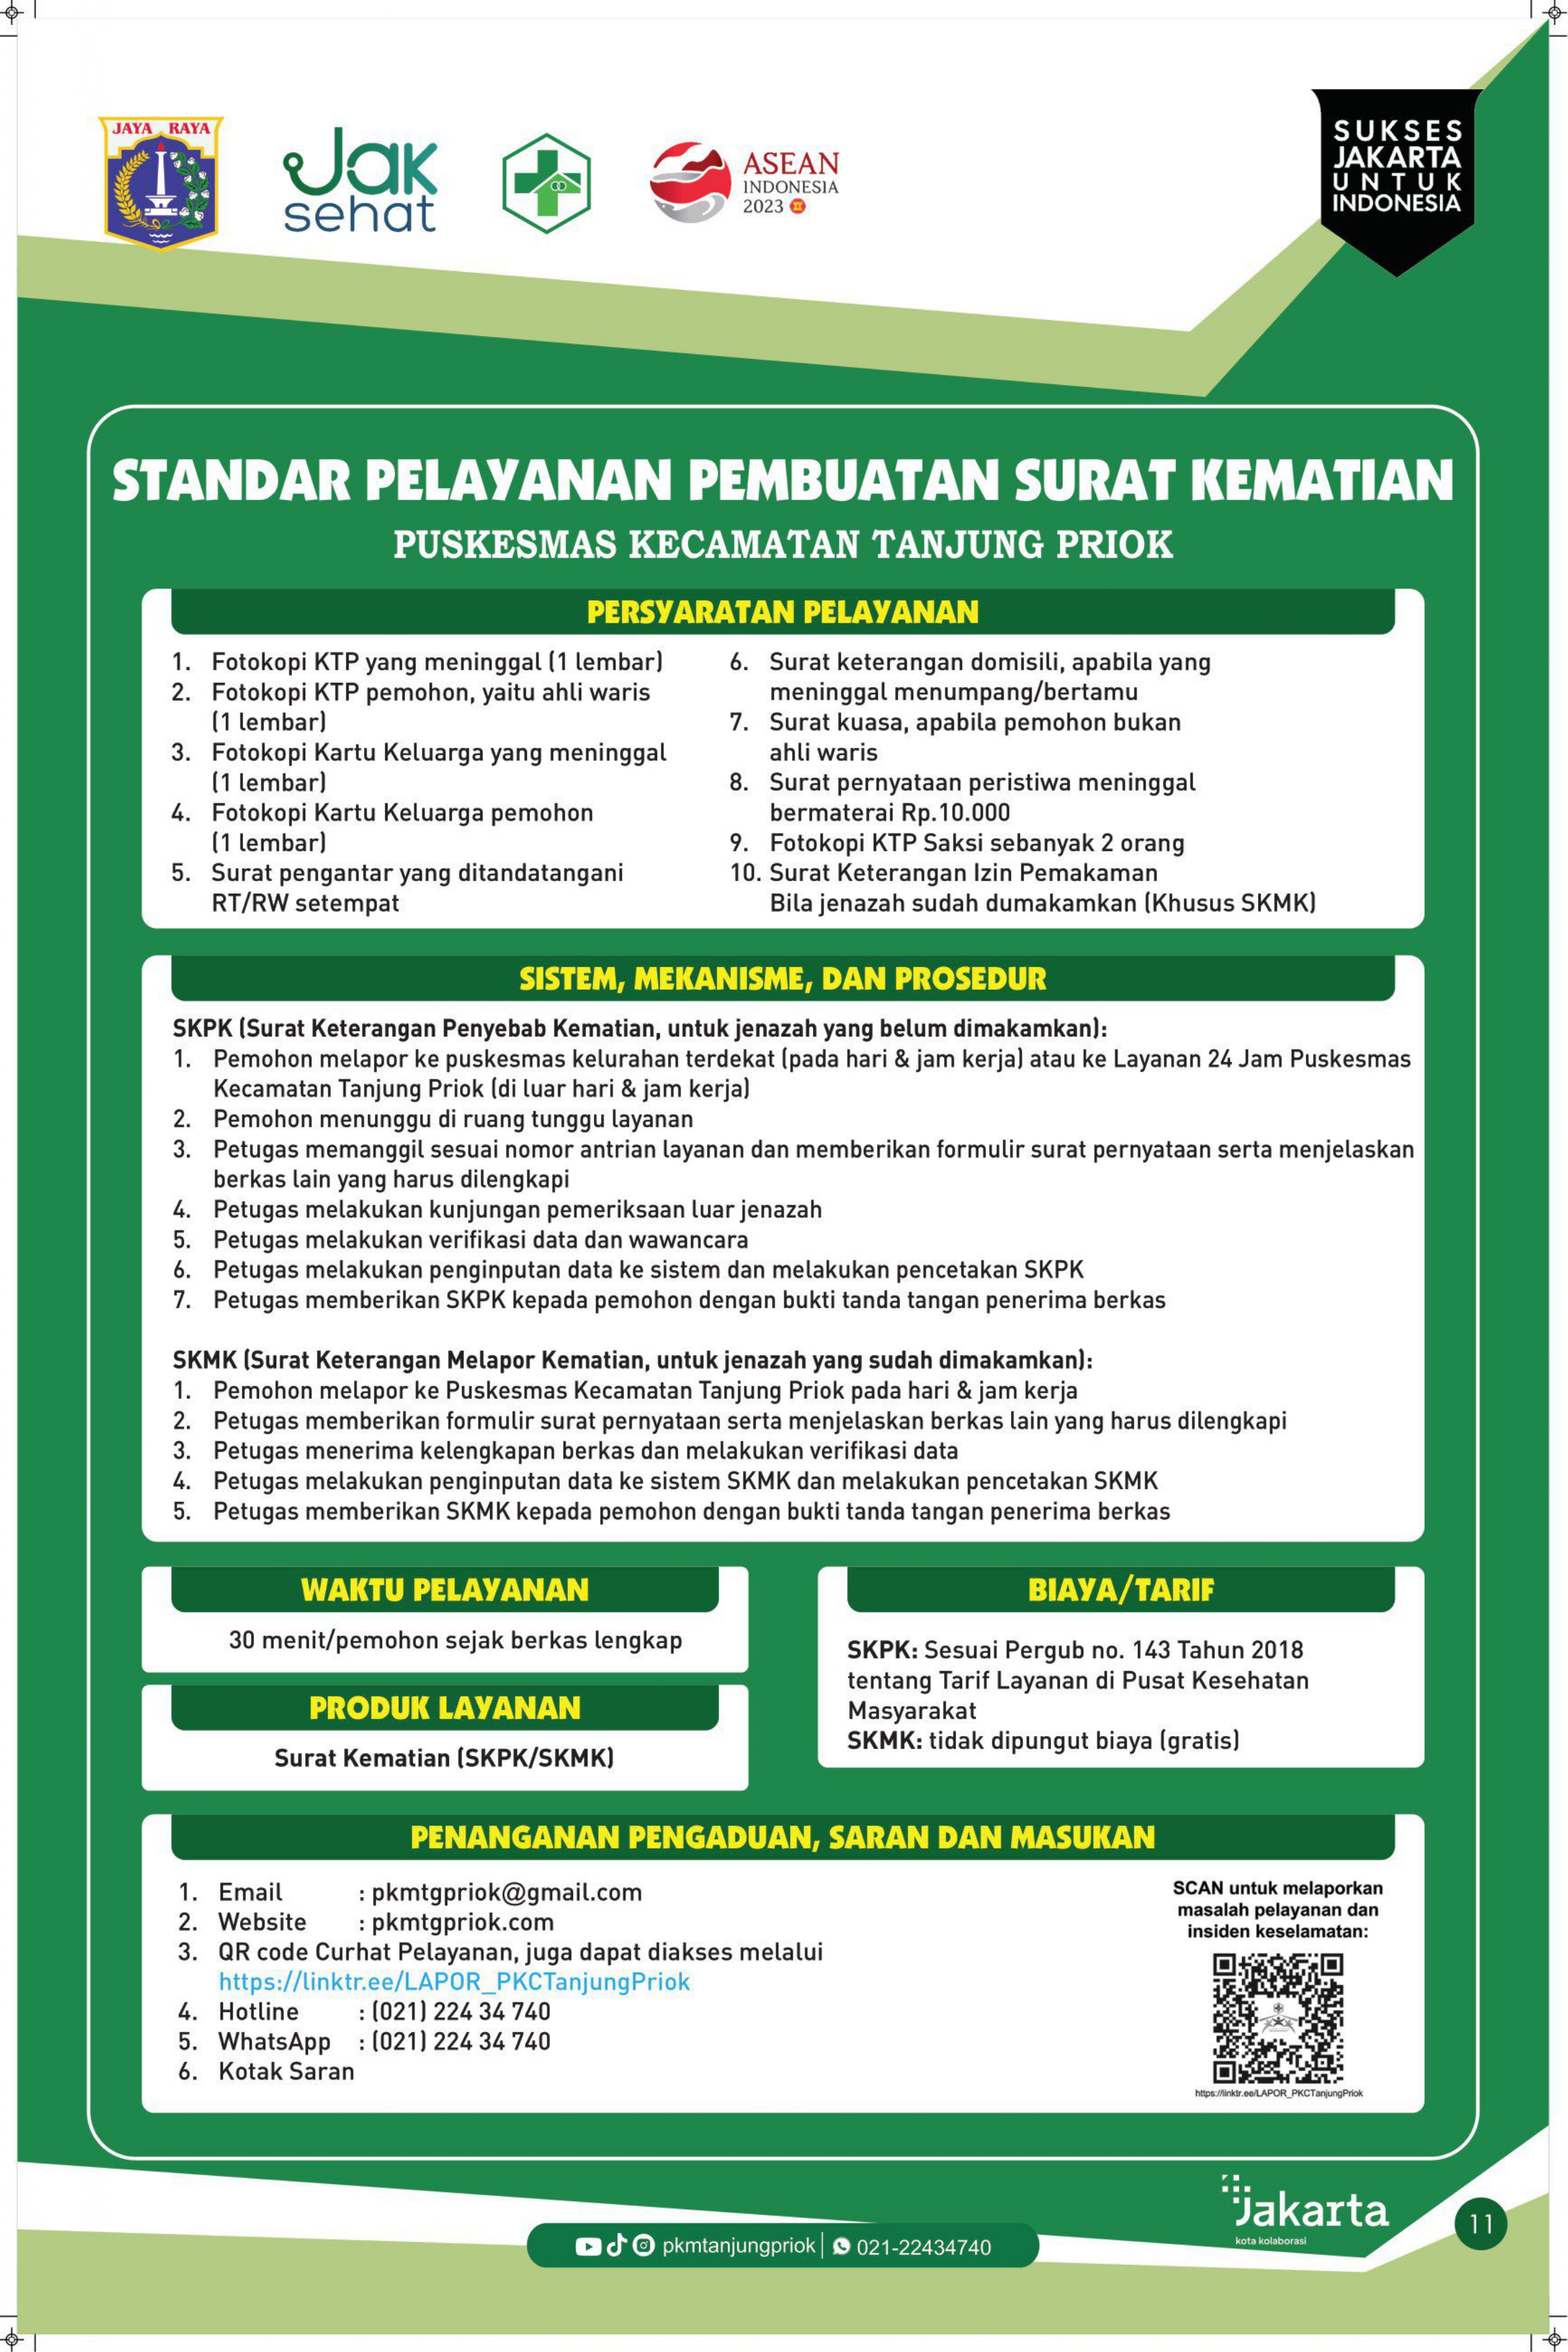 JAYA RAYA
Jak
sehat
ASEAN
INDONESIA
2023
SUKSES
JAKARTA
UNTUK
INDONESIA
STANDAR PELAYANAN PEMBUATAN SURAT KEMATIAN
PUSKESMAS KECAMATAN TANJUNG PRIOK
PERSYARATAN PELAYANAN
1. Fotokopi KTP yang meninggal (1 lembar)
2. Fotokopi KTP pemohon, yaitu ahli waris
(1 lembar)
3. Fotokopi Kartu Keluarga yang meninggal
(1 lembar)
4. Fotokopi Kartu Keluarga pemohon
(1 lembar)
5. Surat pengantar yang ditandatangani
RT/RW setempat
6. Surat keterangan domisili, apabila yang
meninggal menumpang/bertamu
7. Surat kuasa, apabila pemohon bukan
ahli waris
8. Surat pernyataan peristiwa meninggal
bermaterai Rp.10.000
9. Fotokopi KTP Saksi sebanyak 2 orang
10. Surat Keterangan Izin Pemakaman
Bila jenazah sudah dumakamkan (Khusus SKMK)
SISTEM, MEKANISME, DAN PROSEDUR
SKPK (Surat Keterangan Penyebab Kematian, untuk jenazah yang belum dimakamkan):
1. Pemohon melapor ke puskesmas kelurahan terdekat (pada hari & jam kerja) atau ke Layanan 24 Jam Puskesmas
Kecamatan Tanjung Priok (di luar hari & jam kerja)
2. Pemohon menunggu di ruang tunggu layanan
3. Petugas memanggil sesuai nomor antrian layanan dan memberikan formulir surat pernyataan serta menjelaskan
berkas lain yang harus dilengkapi
4. Petugas melakukan kunjungan pemeriksaan luar jenazah
5. Petugas melakukan verifikasi data dan wawancara
6. Petugas melakukan penginputan data ke sistem dan melakukan pencetakan SKPK
7. Petugas memberikan SKPK kepada pemohon dengan bukti tanda tangan penerima berkas
SKMK (Surat Keterangan Melapor Kematian, untuk jenazah yang sudah dimakamkan):
1. Pemohon melapor ke Puskesmas Kecamatan Tanjung Priok pada hari & jam kerja
2. Petugas memberikan formulir surat pernyataan serta menjelaskan berkas lain yang harus dilengkapi
3. Petugas menerima kelengkapan berkas dan melakukan verifikasi data
4. Petugas melakukan penginputan data ke sistem SKMK dan melakukan pencetakan SKMK
5. Petugas memberikan SKMK kepada pemohon dengan bukti tanda tangan penerima berkas
WAKTU PELAYANAN
30 menit/pemohon sejak berkas lengkap
PRODUK LAYANAN
Surat Kematian (SKPK/SKMK)
BIAYA/TARIF
SKPK: Sesuai Pergub no. 143 Tahun 2018
tentang Tarif Layanan di Pusat Kesehatan
Masyarakat
SKMK: tidak dipungut biaya (gratis)
PENANGANAN PENGADUAN, SARAN DAN MASUKAN
1. Email : pkmtgpriok@gmail.com
2. Website : pkmtgpriok.com
3. QR code Curhat Pelayanan, juga dapat diakses melalui
https://linktr.ee/LAPOR_PKCTanjungPriok
4. Hotline : (021) 224 34 740
5. WhatsApp : (021) 224 34 740
6. Kotak Saran
SCAN untuk melaporkan
masalah pelayanan dan
insiden keselamatan:
https://linktr.ee/LAPOR_PKCTanjungPriok
pkmtanjungpriok | 021-22434740
Jakarta
kota kolaborasi
11